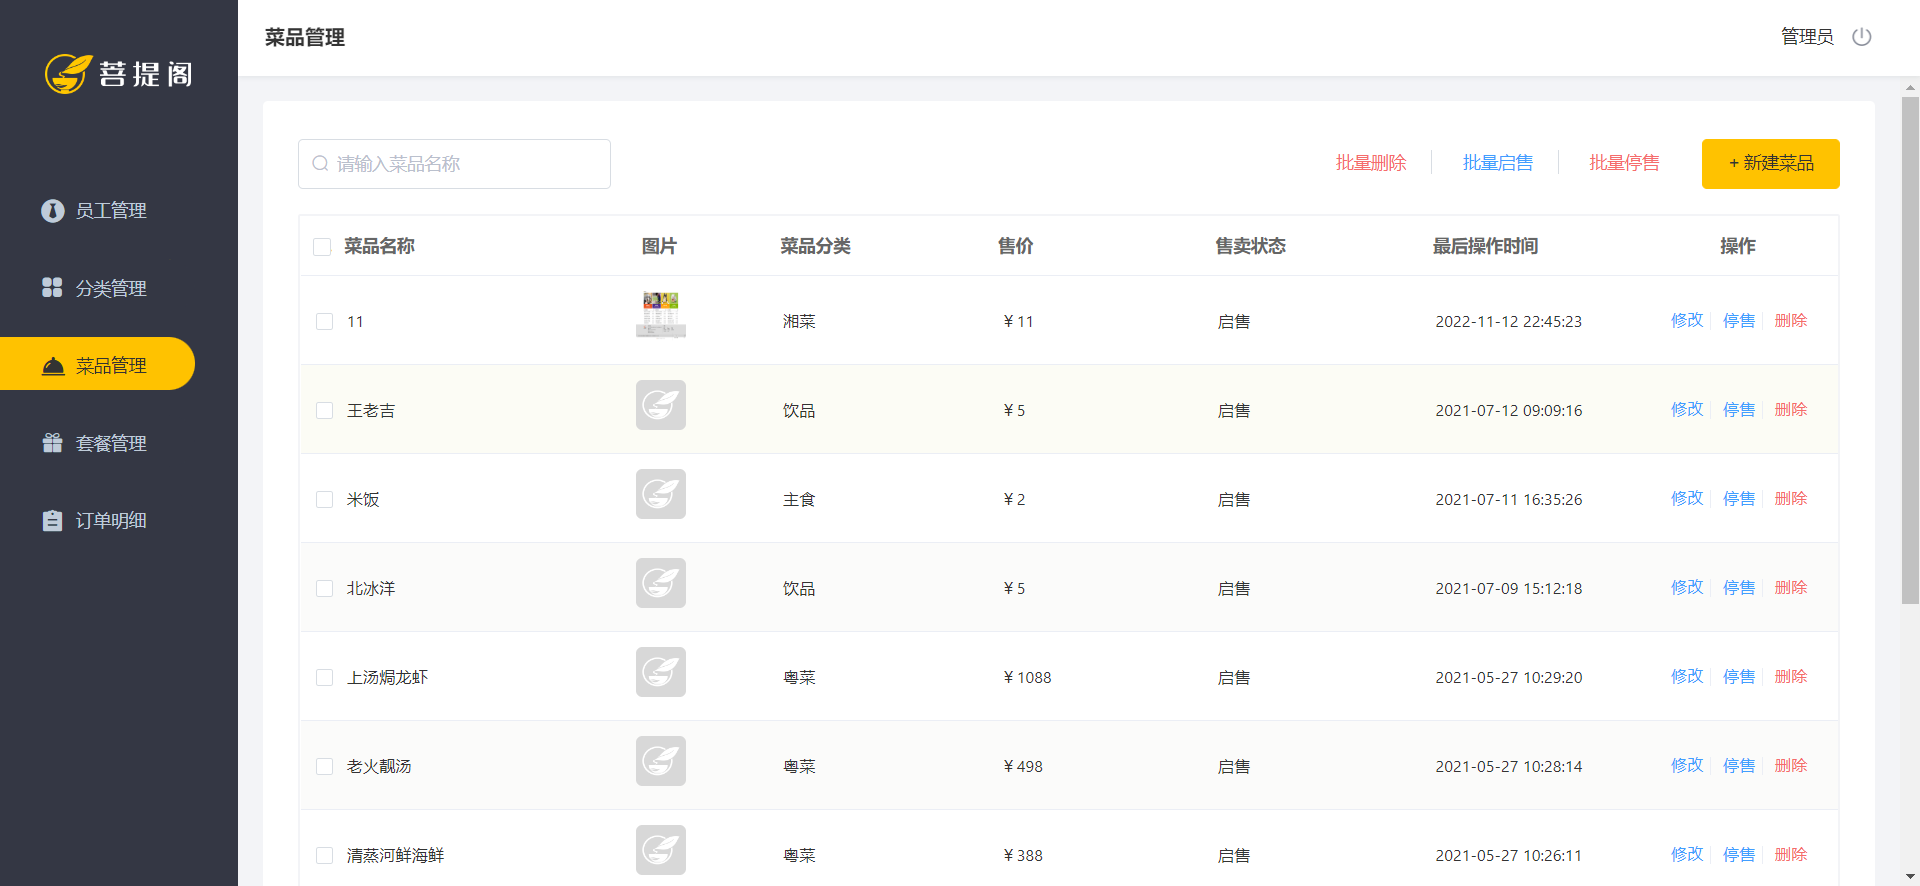 菩提阁
菜品管理
管理员
员工管理
分类管理
菜品管理
套餐管理
订单明细
请输入菜品名称
批量删除 批量启售 批量停售 + 新建菜品
菜品名称 图片 菜品分类 售价 售卖状态 最后操作时间 操作
11 湘菜 ¥ 11 启售 2022-11-12 22:45:23 修改 停售 删除
王老吉 饮品 ¥ 5 启售 2021-07-12 09:09:16 修改 停售 删除
米饭 主食 ¥ 2 启售 2021-07-11 16:35:26 修改 停售 删除
北冰洋 饮品 ¥ 5 启售 2021-07-09 15:12:18 修改 停售 删除
上汤焗龙虾 粤菜 ¥ 1088 启售 2021-05-27 10:29:20 修改 停售 删除
老火靓汤 粤菜 ¥ 498 启售 2021-05-27 10:28:14 修改 停售 删除
清蒸河鲜海鲜 粤菜 ¥ 388 启售 2021-05-27 10:26:11 修改 停售 删除